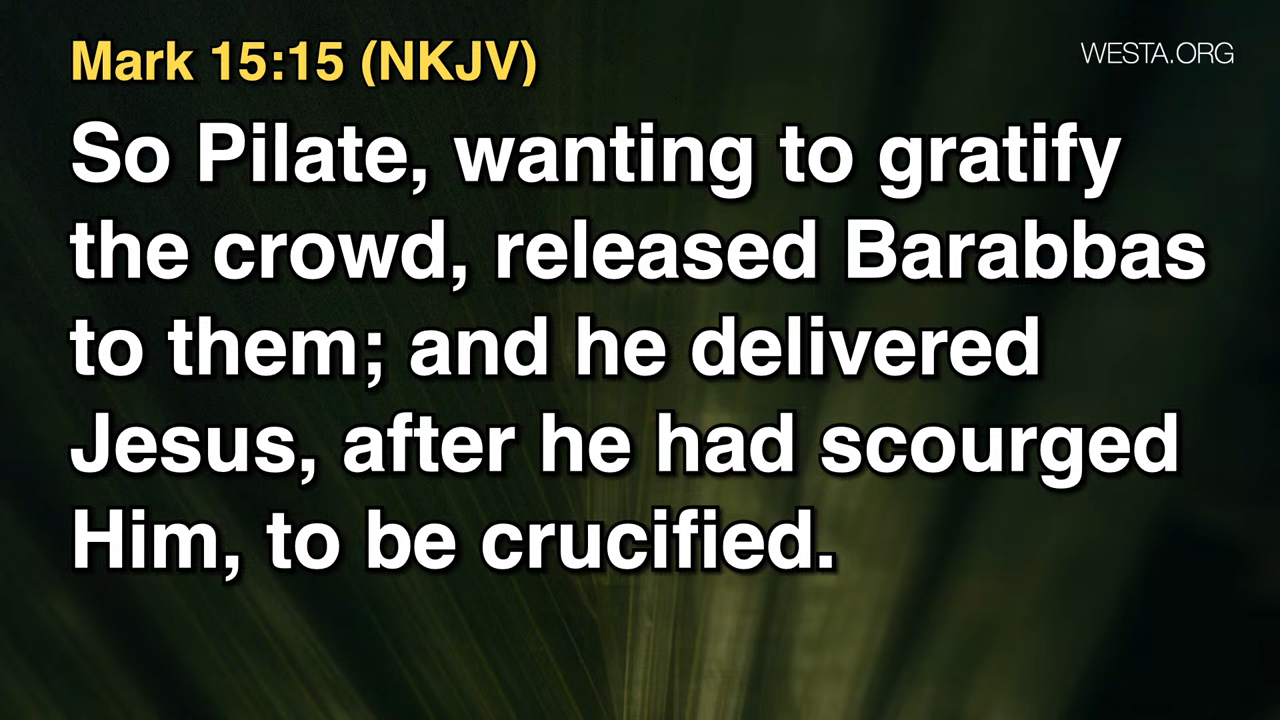 Mark 15:15 (NKJV)
WESTA.ORG
So Pilate, wanting to gratify
the crowd, released Barabbas
to them; and he delivered
Jesus, after he had scourged
Him, to be crucified.